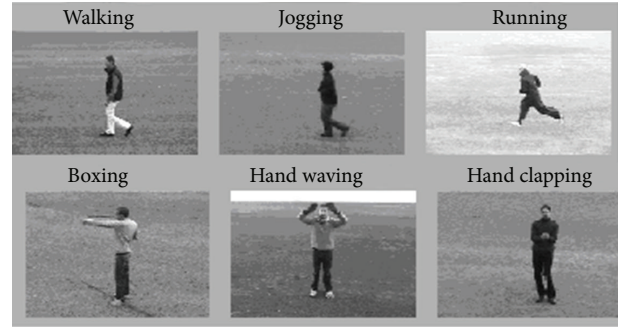 Walking
Jogging
Running
Boxing
Hand waving
Hand clapping